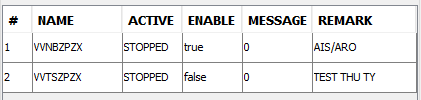 # NAME ACTIVE ENABLE MESSAGE REMARK
1 VVNBZPZX STOPPED true 0 AIS/ARO
2 VVTSZPZX STOPPED false 0 TEST THU TY